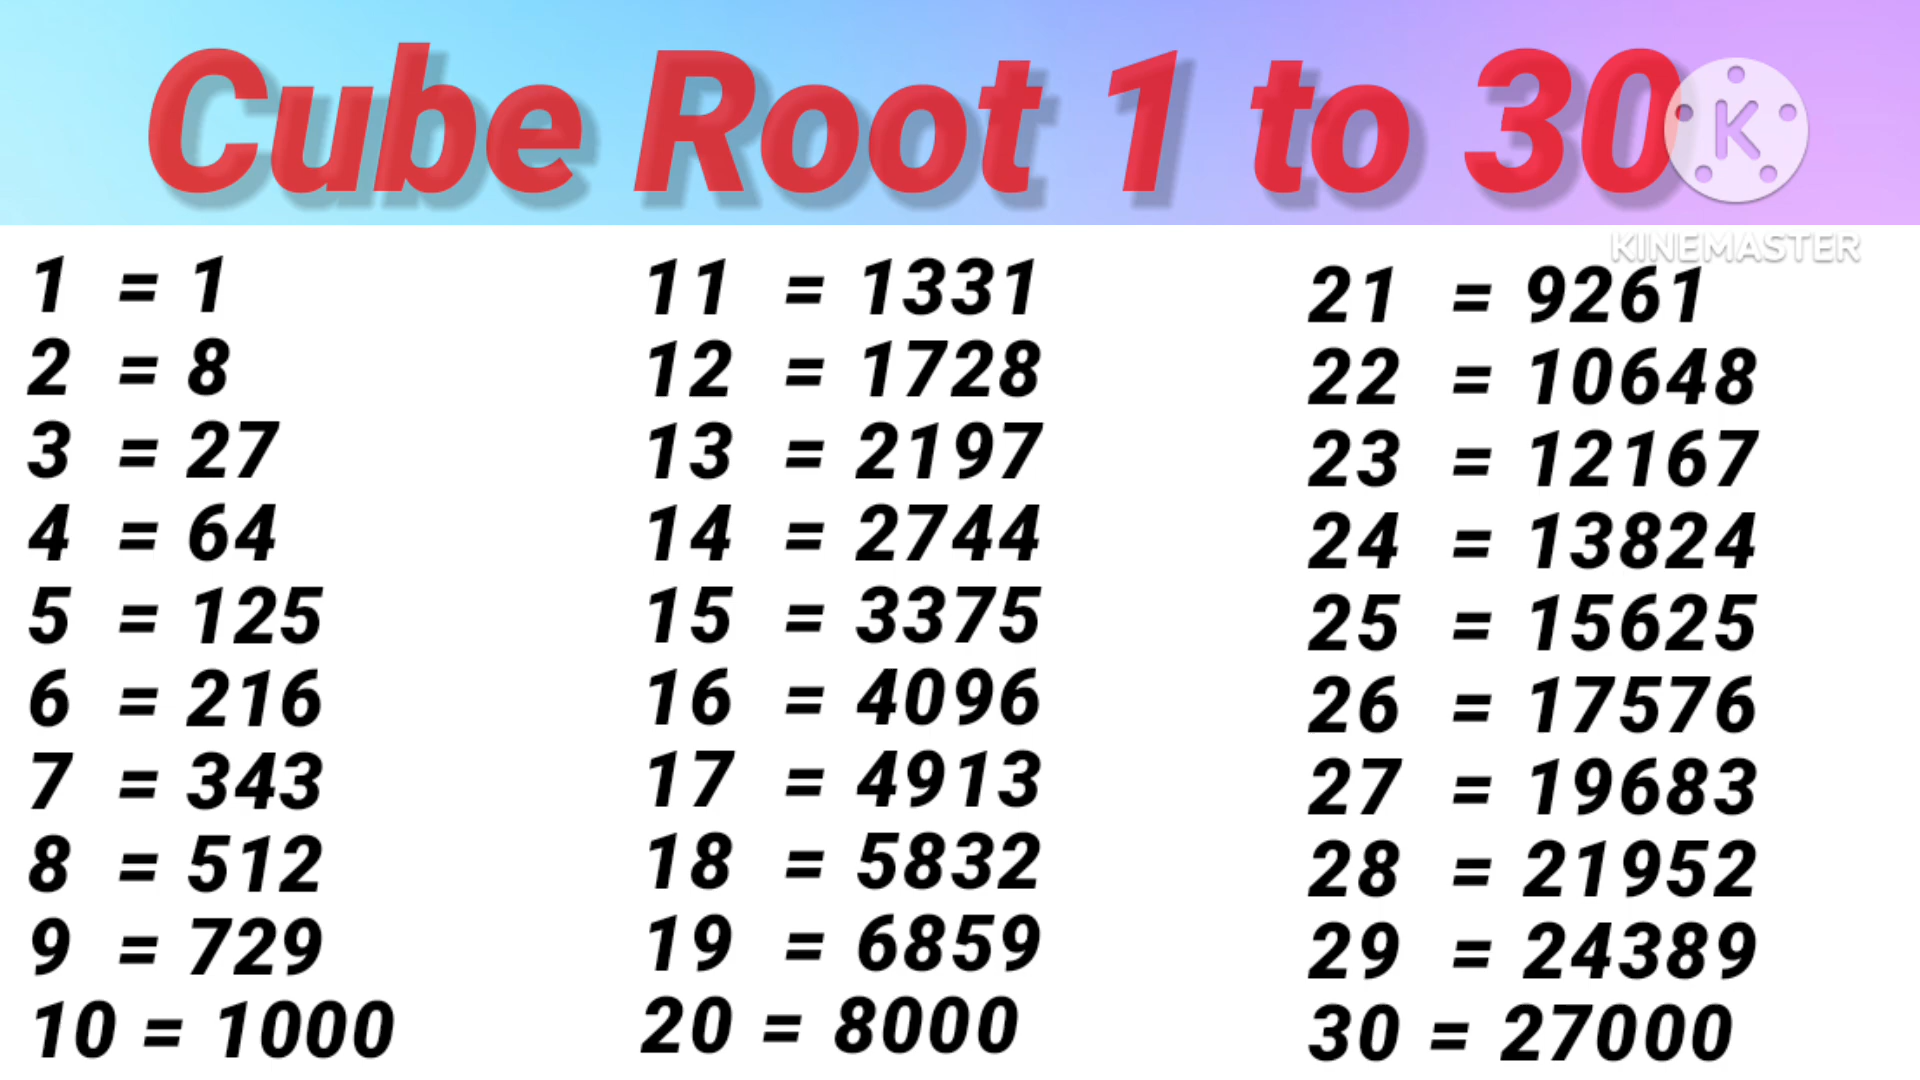 Cube Root 1 to 30
K
KINEMASTER
1 = 1
2 = 8
3 = 27
4 = 64
5 = 125
6 = 216
7 = 343
8 = 512
9 = 729
10 = 1000
11 = 1331
12 = 1728
13 = 2197
14 = 2744
15 = 3375
16 = 4096
17 = 4913
18 = 5832
19 = 6859
20 = 8000
21 = 9261
22 = 10648
23 = 12167
24 = 13824
25 = 15625
26 = 17576
27 = 19683
28 = 21952
29 = 24389
30 = 27000